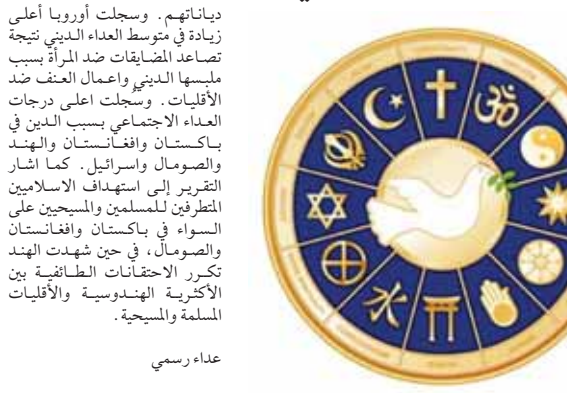 دياناتهم. وسجلت أوروبا أعلى
زيادة في متوسط العداء الديني نتيجة
تصاعد المضايقات ضد المرأة بسبب
ملبسها الديني واعمال العنف ضد
الأقليات. وسُجلت اعلى درجات
العداء الاجتماعي بسبب الدين في
باكستان وافغانستان والهند
والصومال واسرائيل. كما اشار
التقرير إلى استهداف الاسلاميين
المتطرفين للمسلمين والمسيحيين على
السواء في باكستان وافغانستان
والصومال، في حين شهدت الهند
تكرر الاحتقانات الطائفية بين
الأكثرية الهندوسية والأقليات
المسلمة والمسيحية.
عداء رسمي